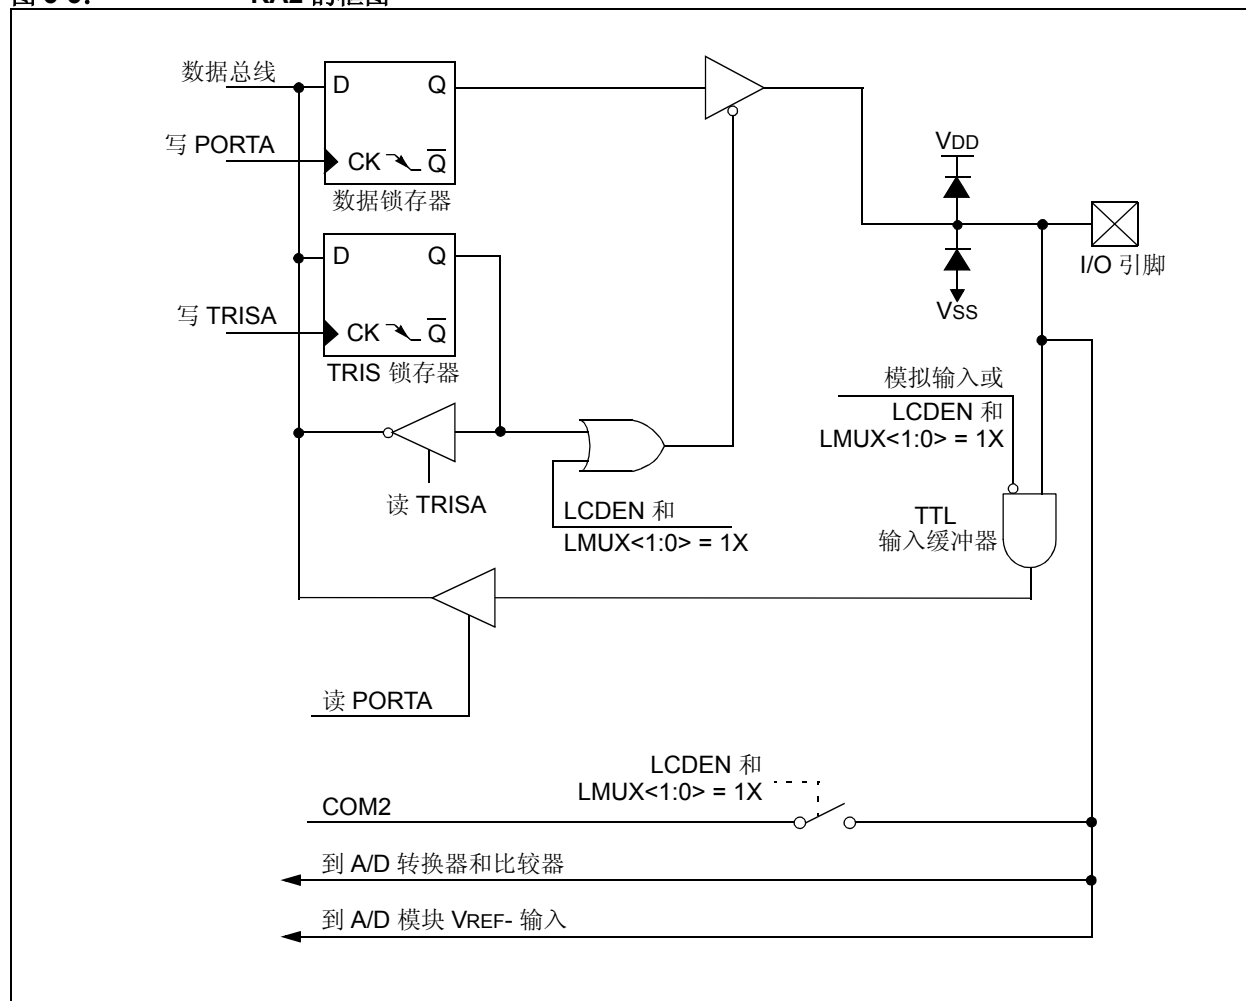 数据总线
D
Q
写 PORTA
CK
Q
数据锁存器
VDD
D
Q
I/O 引脚
写 TRISA
CK
Q
VSS
TRIS 锁存器
模拟输入或
LCDEN 和
LMUX<1:0> = 1X
读 TRISA
LCDEN 和
LMUX<1:0> = 1X
TTL
输入缓冲器
读 PORTA
LCDEN 和
LMUX<1:0> = 1X
COM2
到 A/D 转换器和比较器
到 A/D 模块 VREF- 输入